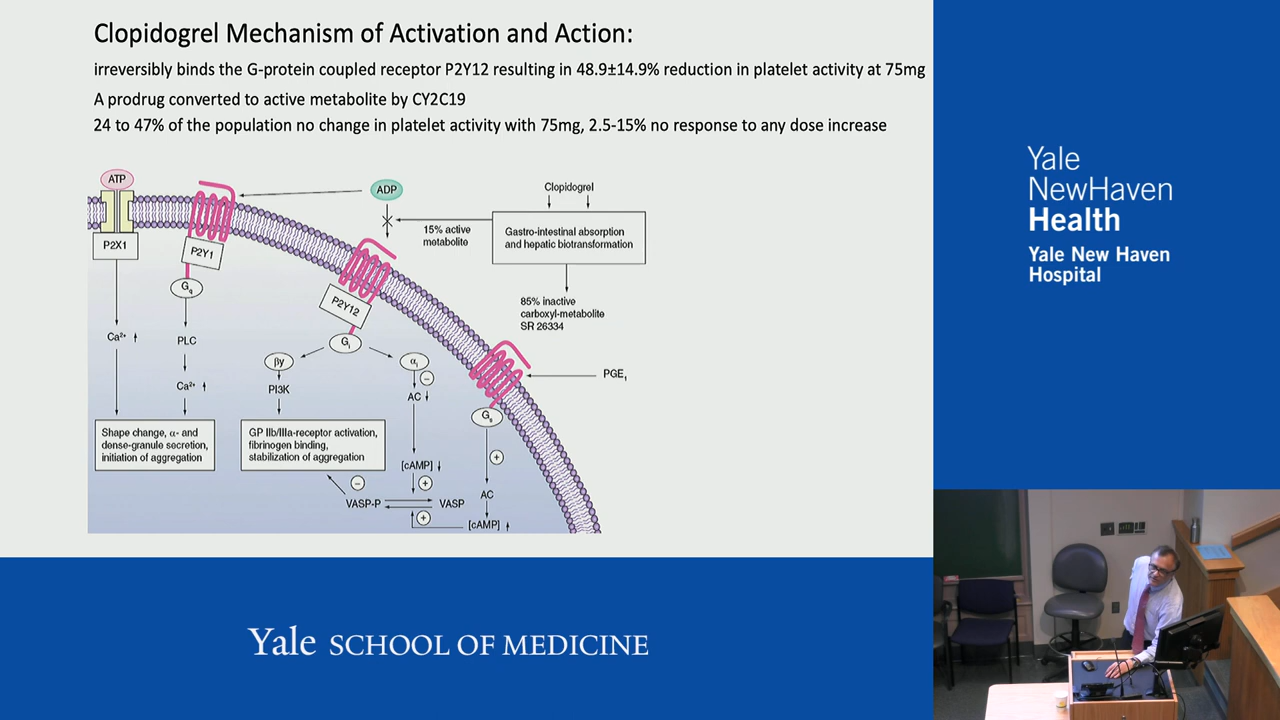 Clopidogrel Mechanism of Activation and Action:
irreversibly binds the G-protein coupled receptor P2Y12 resulting in 48.9±14.9% reduction in platelet activity at 75mg
A prodrug converted to active metabolite by CY2C19
24 to 47% of the population no change in platelet activity with 75mg, 2.5-15% no response to any dose increase
ATP
P2X1
Ca²⁺ ↑
P2Y1
Gq
PLC
Ca²⁺ ↑
Shape change, α- and
dense-granule secretion,
initiation of aggregation
ADP
15% active
metabolite
Clopidogrel
Gastro-intestinal absorption
and hepatic biotransformation
85% inactive
carboxyl-metabolite
SR 26334
P2Y12
Gi
βγ
PI3K
GP IIb/IIIa-receptor activation,
fibrinogen binding,
stabilization of aggregation
αi
−
AC ↓
[cAMP] ↓
−
+
VASP-P
VASP
+
PGE1
Gs
+
AC
[cAMP] ↑
Yale
NewHaven
Health
Yale New Haven
Hospital
Yale SCHOOL OF MEDICINE